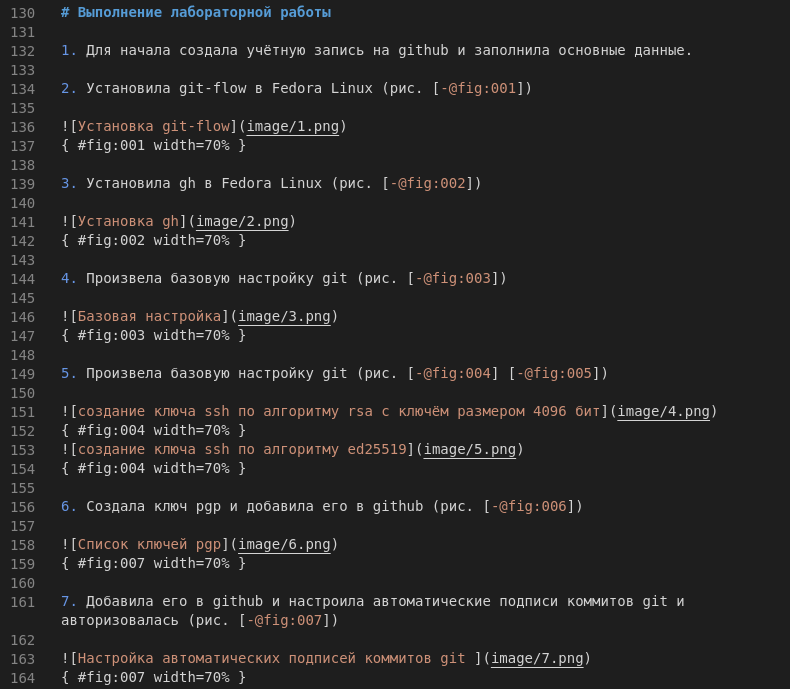 130 # Выполнение лабораторной работы
131
132 1. Для начала создала учётную запись на github и заполнила основные данные.
133
134 2. Установила git-flow в Fedora Linux (рис. [-@fig:001])
135
136 ![Установка git-flow](image/1.png)
137 { #fig:001 width=70% }
138
139 3. Установила gh в Fedora Linux (рис. [-@fig:002])
140
141 ![Установка gh](image/2.png)
142 { #fig:002 width=70% }
143
144 4. Произвела базовую настройку git (рис. [-@fig:003])
145
146 ![Базовая настройка](image/3.png)
147 { #fig:003 width=70% }
148
149 5. Произвела базовую настройку git (рис. [-@fig:004] [-@fig:005])
150
151 ![создание ключа ssh по алгоритму rsa с ключём размером 4096 бит](image/4.png)
152 { #fig:004 width=70% }
153 ![создание ключа ssh по алгоритму ed25519](image/5.png)
154 { #fig:004 width=70% }
155
156 6. Создала ключ pgp и добавила его в github (рис. [-@fig:006])
157
158 ![Список ключей pgp](image/6.png)
159 { #fig:007 width=70% }
160
161 7. Добавила его в github и настроила автоматические подписи коммитов git и
авторизовалась (рис. [-@fig:007])
162
163 ![Настройка автоматических подписей коммитов git ](image/7.png)
164 { #fig:007 width=70% }